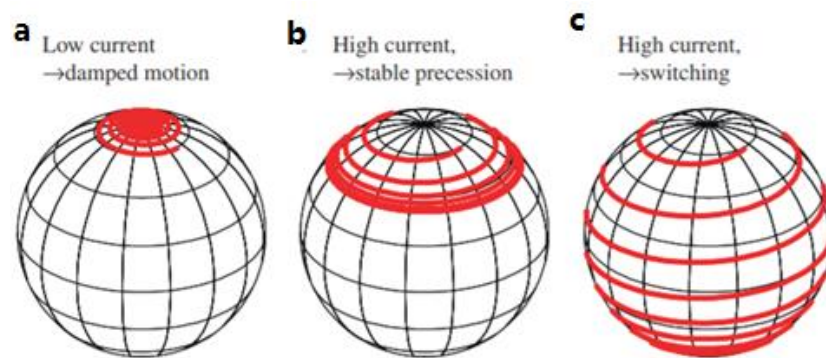 a
Low current
→damped motion
b
High current,
→stable precession
c
High current,
→switching